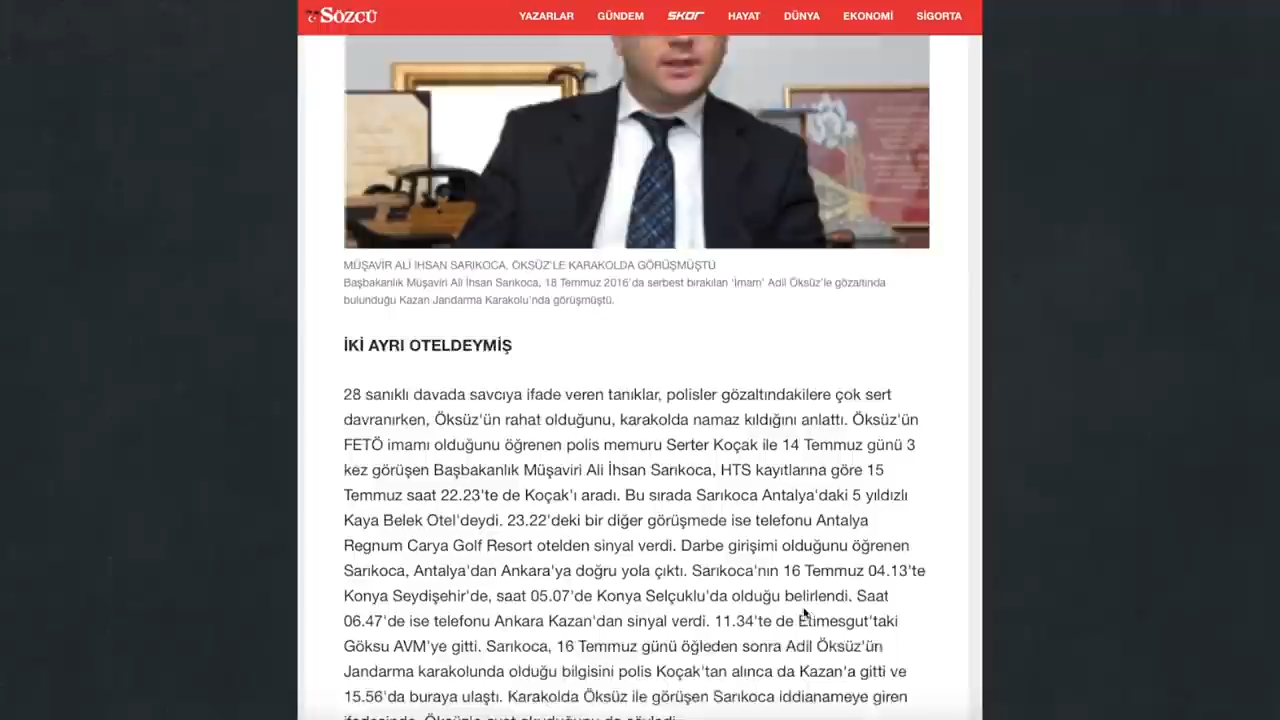 SÖZCÜ
YAZARLAR GÜNDEM SKOR HAYAT DÜNYA EKONOMİ SİGORTA
MÜŞAVİR ALİ İHSAN SARIKOCA, ÖKSÜZ'LE KARAKOLDA GÖRÜŞMÜŞTÜ
Başbakanlık Müşaviri Ali İhsan Sarıkoca, 18 Temmuz 2016'da serbest bırakılan 'İmam' Adil Öksüz'le gözaltında
bulunduğu Kazan Jandarma Karakolu'nda görüşmüştü.
İKİ AYRI OTELDEYMİŞ
28 sanıklı davada savcıya ifade veren tanıklar, polisler gözaltındakilere çok sert
davranırken, Öksüz'ün rahat olduğunu, karakolda namaz kıldığını anlattı. Öksüz'ün
FETÖ imamı olduğunu öğrenen polis memuru Serter Koçak ile 14 Temmuz günü 3
kez görüşen Başbakanlık Müşaviri Ali İhsan Sarıkoca, HTS kayıtlarına göre 15
Temmuz saat 22.23'te de Koçak'ı aradı. Bu sırada Sarıkoca Antalya'daki 5 yıldızlı
Kaya Belek Otel'deydi. 23.22'deki bir diğer görüşmede ise telefonu Antalya
Regnum Carya Golf Resort otelden sinyal verdi. Darbe girişimi olduğunu öğrenen
Sarıkoca, Antalya'dan Ankara'ya doğru yola çıktı. Sarıkoca'nın 16 Temmuz 04.13'te
Konya Seydişehir'de, saat 05.07'de Konya Selçuklu'da olduğu belirlendi. Saat
06.47'de ise telefonu Ankara Kazan'dan sinyal verdi. 11.34'te de Etimesgut'taki
Göksu AVM'ye gitti. Sarıkoca, 16 Temmuz günü öğleden sonra Adil Öksüz'ün
Jandarma karakolunda olduğu bilgisini polis Koçak'tan alınca da Kazan'a gitti ve
15.56'da buraya ulaştı. Karakolda Öksüz ile görüşen Sarıkoca iddianameye giren